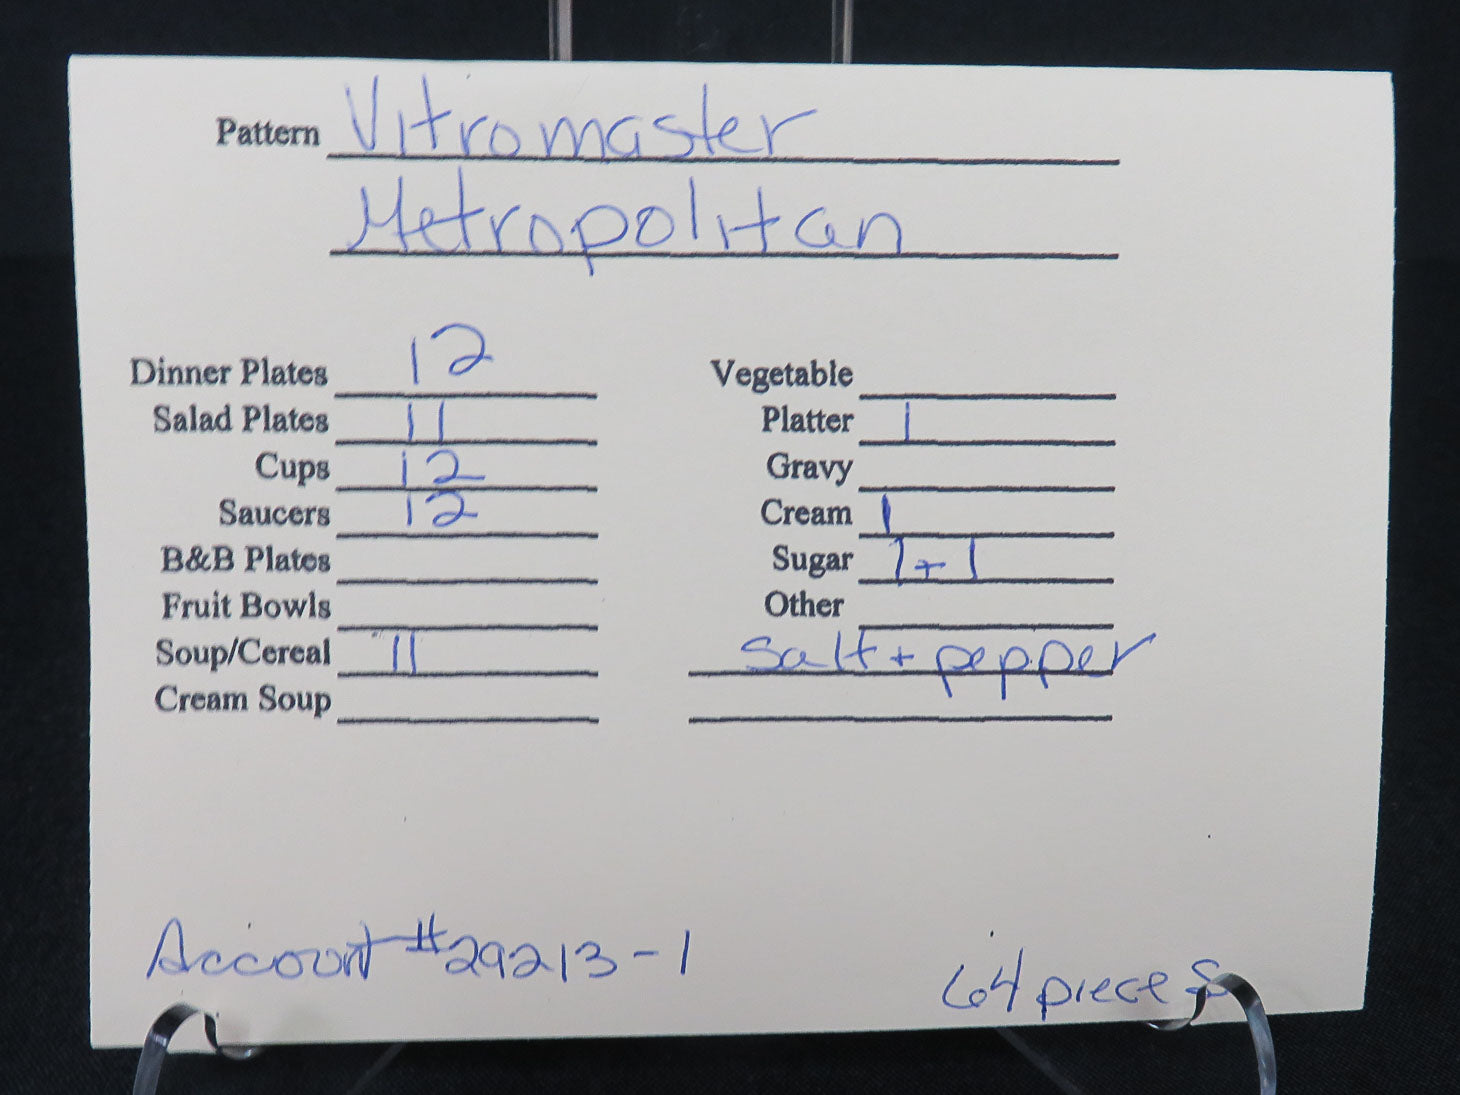 Pattern Vitromaster
Metropolitan
Dinner Plates 12
Salad Plates 11
Cups 12
Saucers 12
B&B Plates
Fruit Bowls
Soup/Cereal 11
Cream Soup
Vegetable
Platter 1
Gravy
Cream 1
Sugar 1+1
Other
Salt + pepper
Account #29213-1
64 pieces